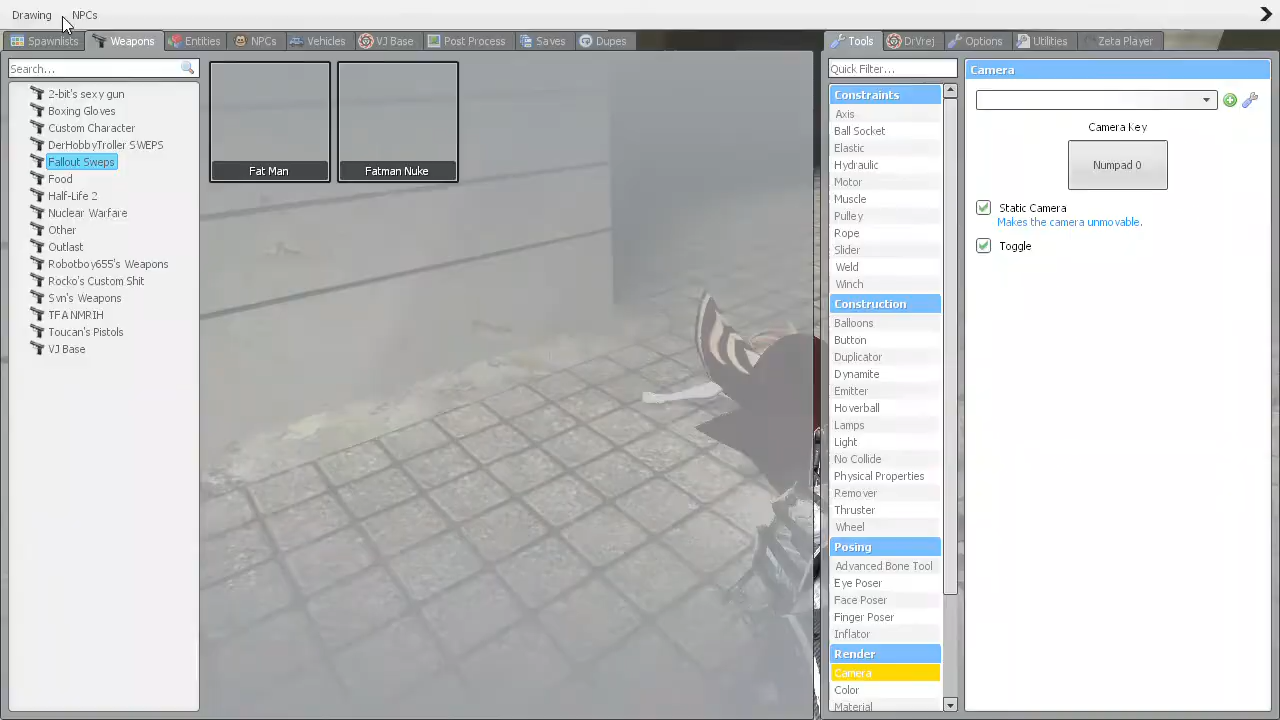 Drawing NPCs
Spawnlists Weapons Entities NPCs Vehicles VJ Base Post Process Saves Dupes
Search...
2-bit's sexy gun
Boxing Gloves
Custom Character
DerHobbyTroller SWEPS
Fallout Sweps
Food
Half-Life 2
Nuclear Warfare
Other
Outlast
Robotboy655's Weapons
Rocko's Custom Shit
Svn's Weapons
TFA NMRIH
Toucan's Pistols
VJ Base
Fat Man
Fatman Nuke
Tools DrVrej Options Utilities Zeta Player
Quick Filter...
Constraints
Axis
Ball Socket
Elastic
Hydraulic
Motor
Muscle
Pulley
Rope
Slider
Weld
Winch
Construction
Balloons
Button
Duplicator
Dynamite
Emitter
Hoverball
Lamps
Light
No Collide
Physical Properties
Remover
Thruster
Wheel
Posing
Advanced Bone Tool
Eye Poser
Face Poser
Finger Poser
Inflator
Render
Camera
Color
Material
Camera
Camera Key
Numpad 0
Static Camera
Makes the camera unmovable.
Toggle